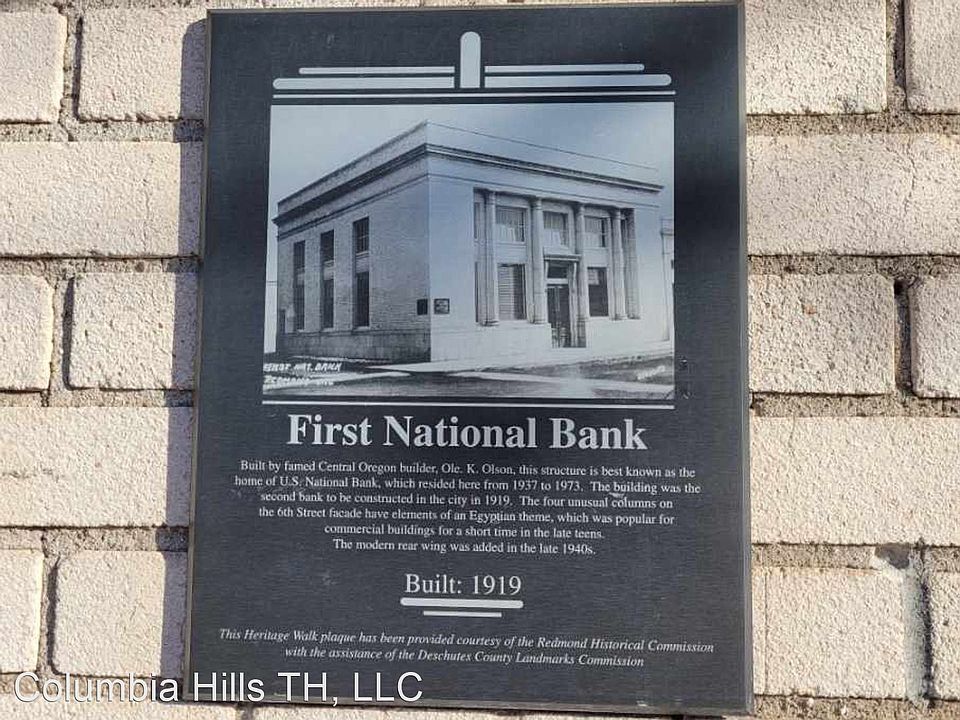 FIRST NAT. BANK
REDMOND ORE
First National Bank
Built by famed Central Oregon builder, Ole. K. Olson, this structure is best known as the
home of U.S. National Bank, which resided here from 1937 to 1973. The building was the
second bank to be constructed in the city in 1919. The four unusual columns on
the 6th Street facade have elements of an Egyptian theme, which was popular for
commercial buildings for a short time in the late teens.
The modern rear wing was added in the late 1940s.
Built: 1919
This Heritage Walk plaque has been provided courtesy of the Redmond Historical Commission
with the assistance of the Deschutes County Landmarks Commission
Columbia Hills TH, LLC